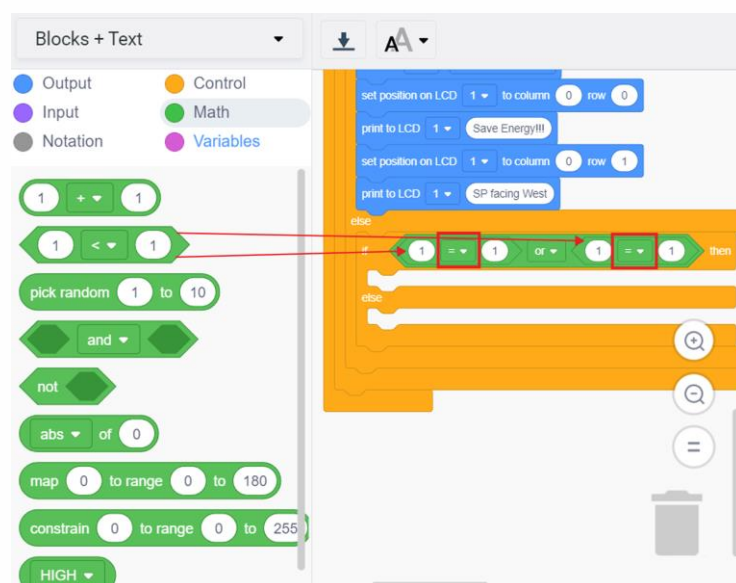 Blocks + Text
AA
Output
Control
Input
Math
Notation
Variables
1 + 1
1 < 1
pick random 1 to 10
and
not
abs of 0
map 0 to range 0 to 180
constrain 0 to range 0 to 255
HIGH
set position on LCD 1 to column 0 row 0
print to LCD 1 Save Energy!!!
set position on LCD 1 to column 0 row 1
print to LCD 1 SP facing West
else
if 1 = 1 or 1 = 1 then
else